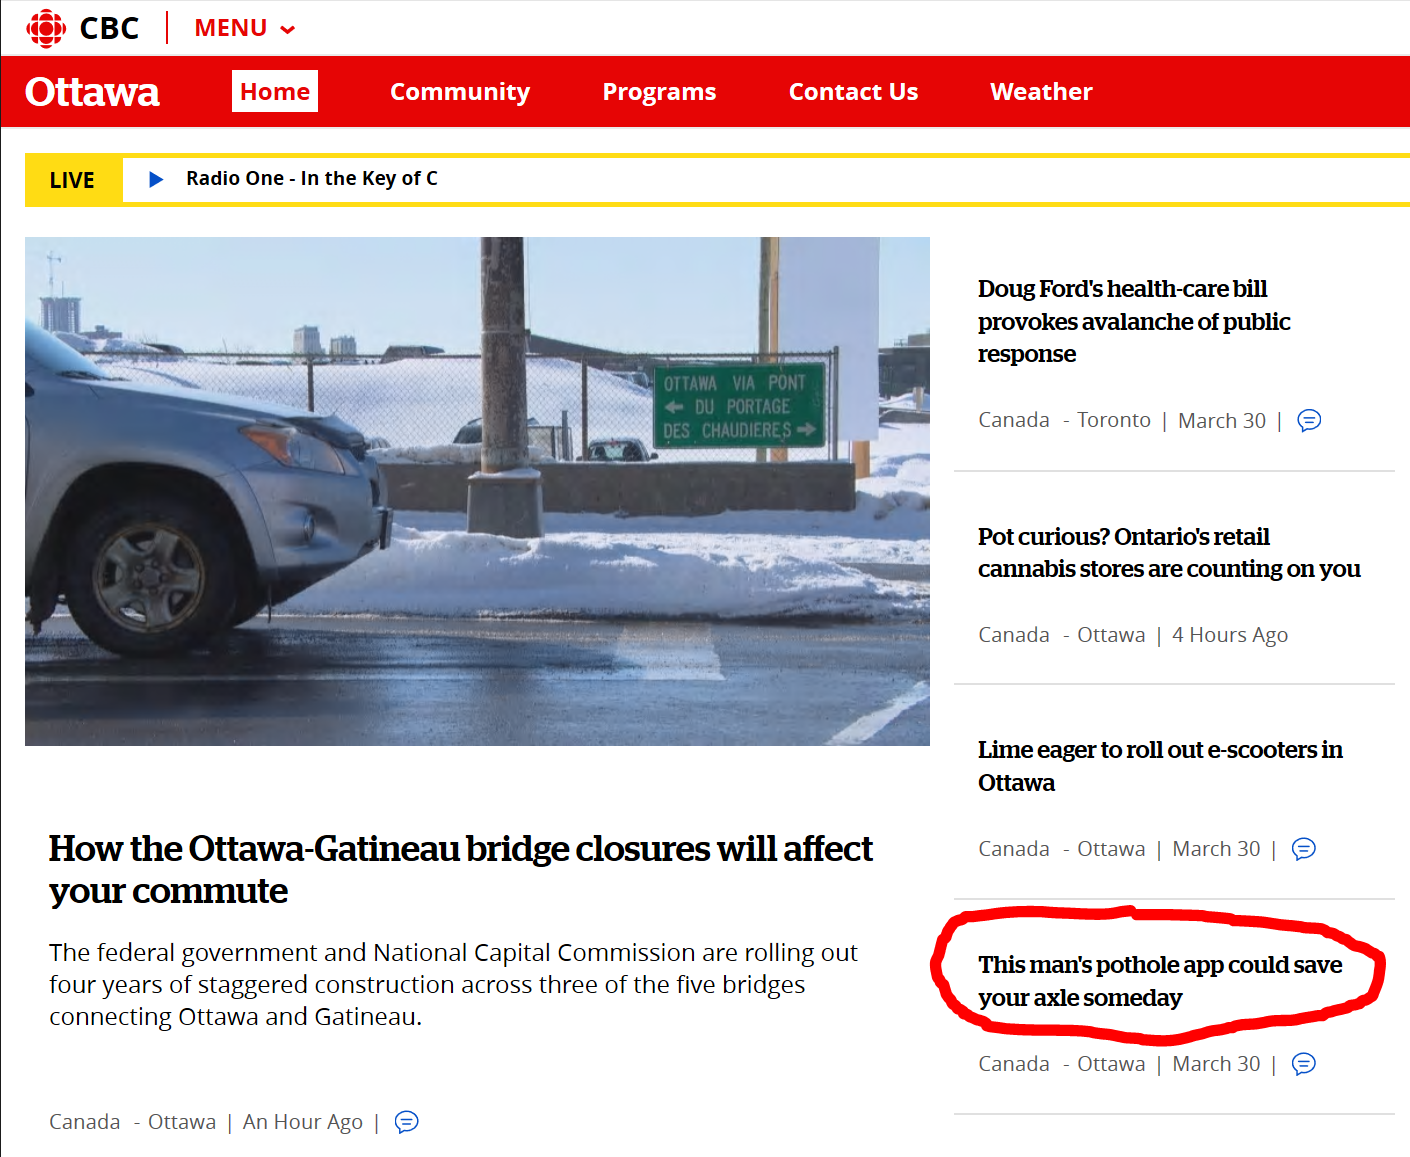 CBC
MENU
Ottawa
Home
Community
Programs
Contact Us
Weather
LIVE
Radio One - In the Key of C
OTTAWA VIA PONT
← DU PORTAGE
DES CHAUDIERES →
How the Ottawa-Gatineau bridge closures will affect
your commute
The federal government and National Capital Commission are rolling out
four years of staggered construction across three of the five bridges
connecting Ottawa and Gatineau.
Canada - Ottawa | An Hour Ago |
Doug Ford's health-care bill
provokes avalanche of public
response
Canada - Toronto | March 30 |
Pot curious? Ontario's retail
cannabis stores are counting on you
Canada - Ottawa | 4 Hours Ago
Lime eager to roll out e-scooters in
Ottawa
Canada - Ottawa | March 30 |
This man's pothole app could save
your axle someday
Canada - Ottawa | March 30 |